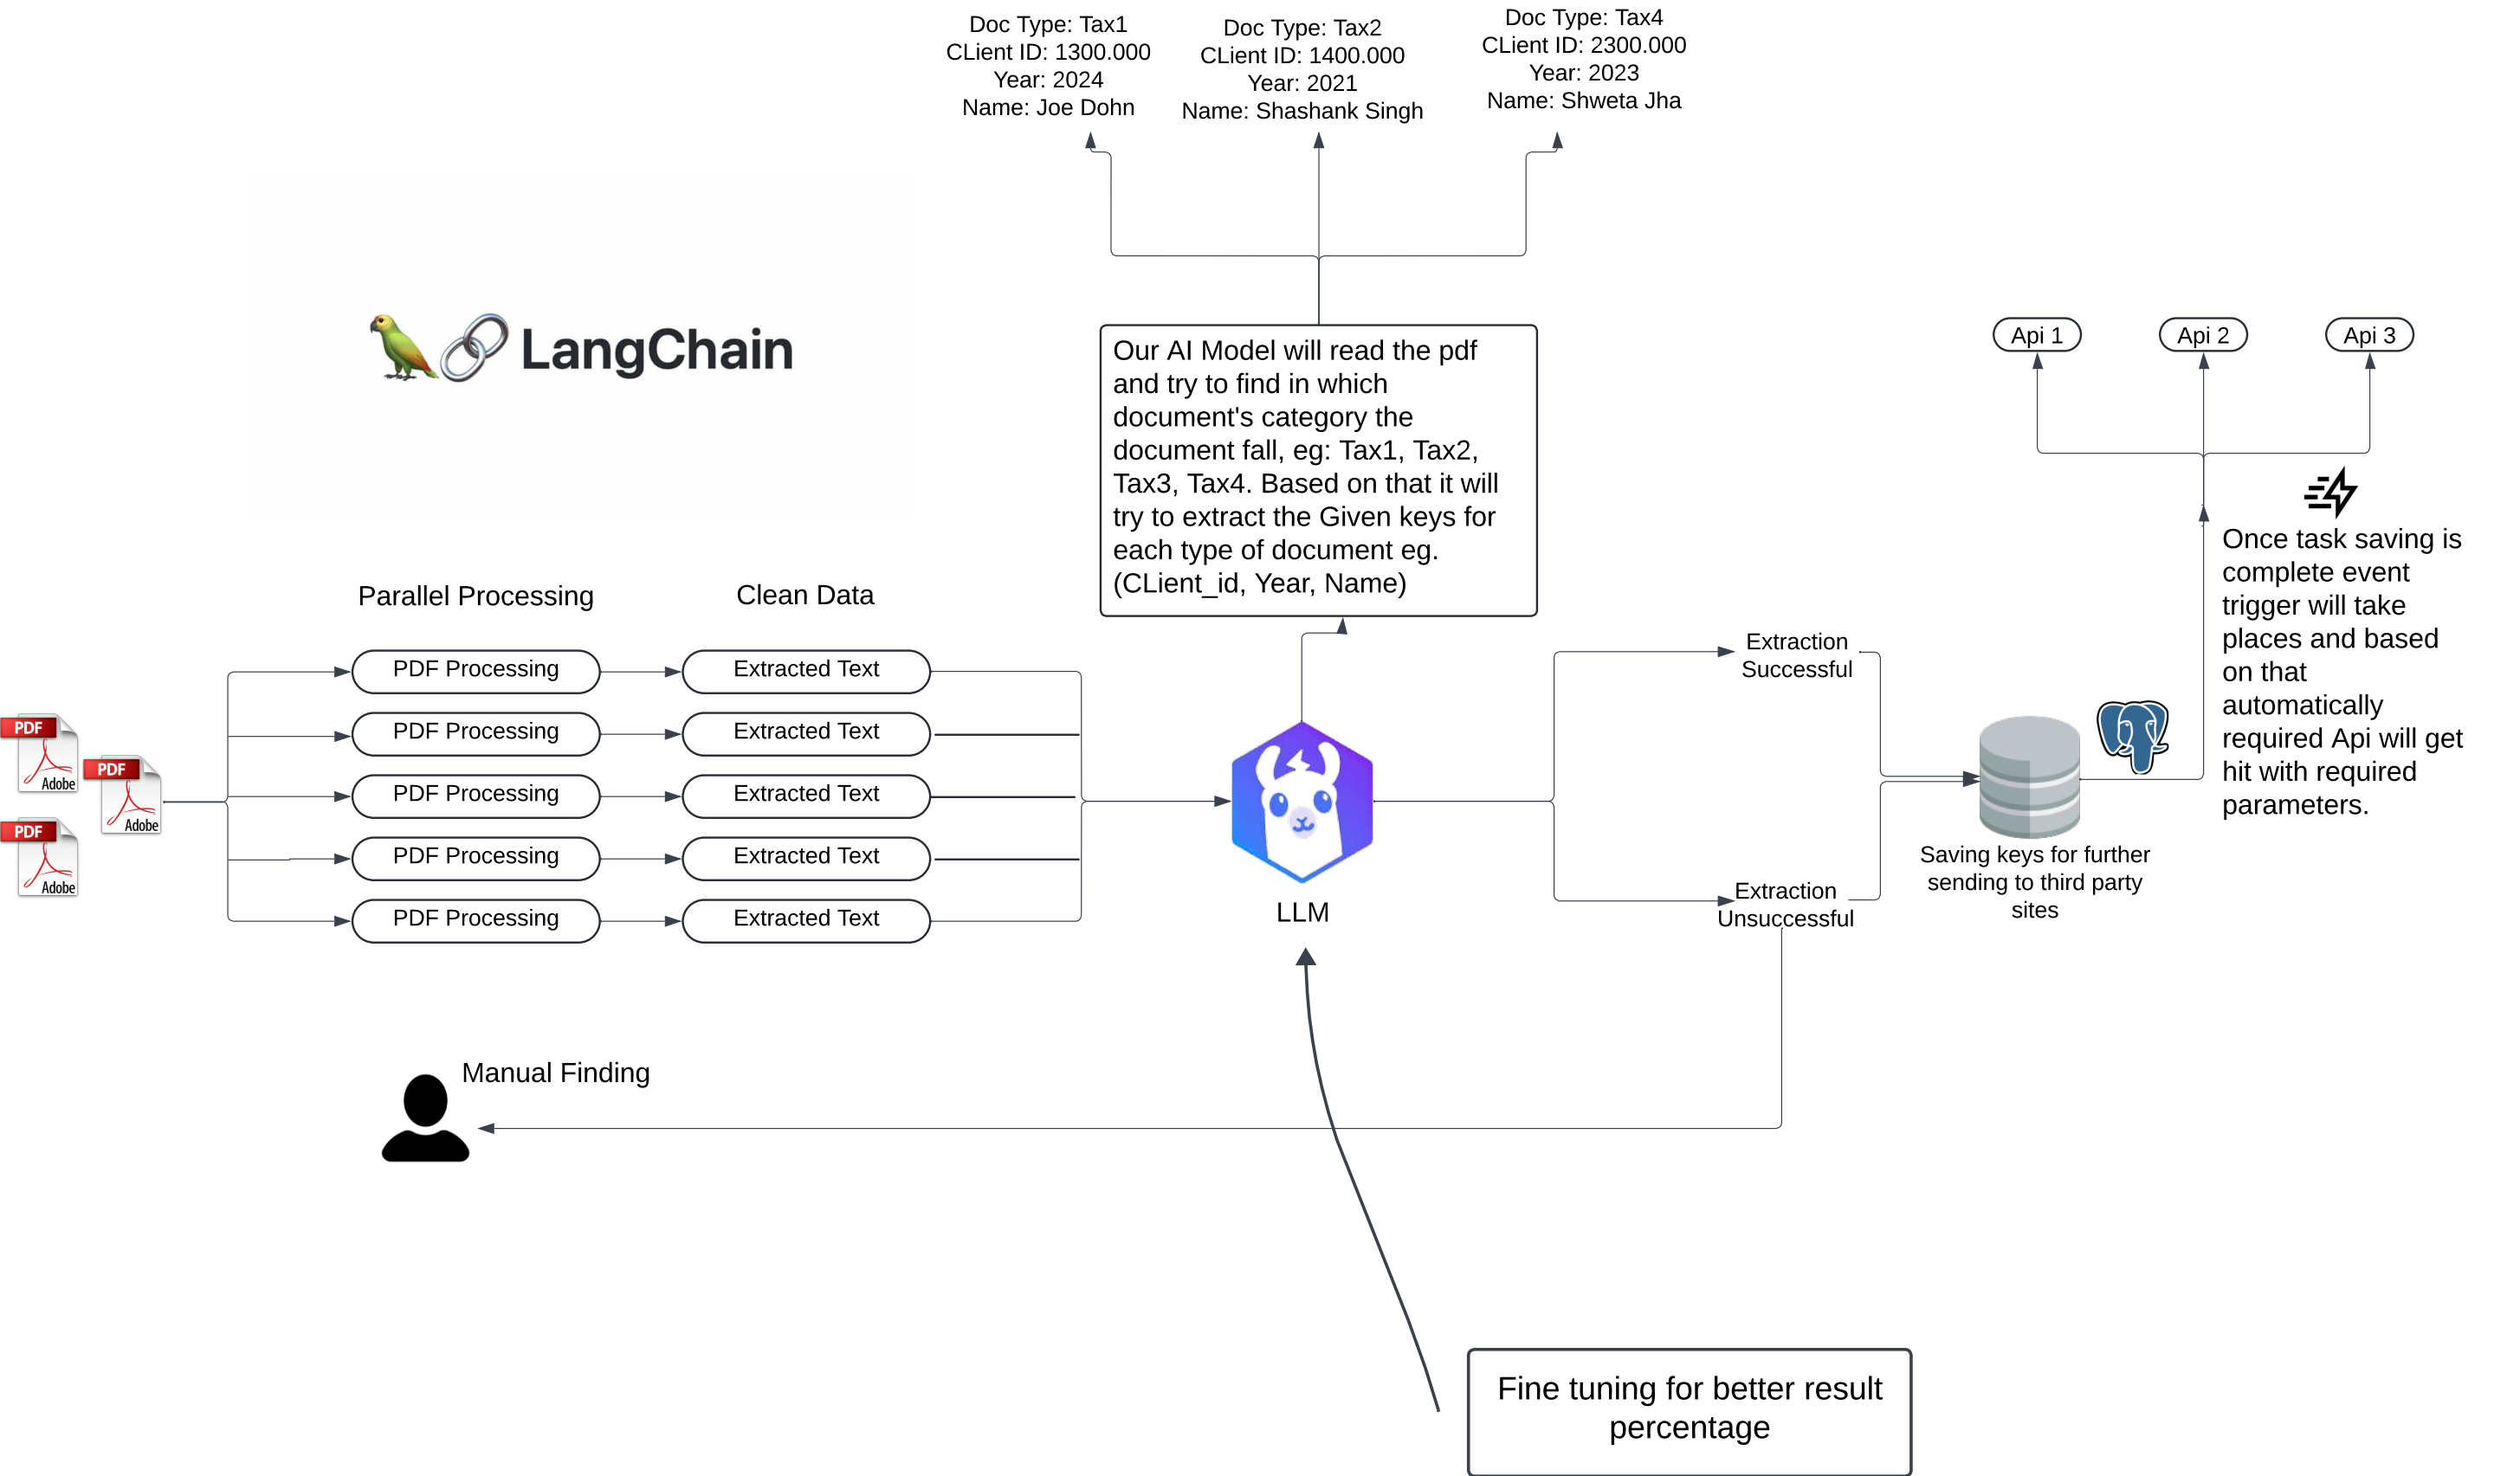 Doc Type: Tax1
CLient ID: 1300.000
Year: 2024
Name: Joe Dohn
Doc Type: Tax2
CLient ID: 1400.000
Year: 2021
Name: Shashank Singh
Doc Type: Tax4
CLient ID: 2300.000
Year: 2023
Name: Shweta Jha
LangChain
Our AI Model will read the pdf
and try to find in which
document's category the
document fall, eg: Tax1, Tax2,
Tax3, Tax4. Based on that it will
try to extract the Given keys for
each type of document eg.
(CLient_id, Year, Name)
Api 1
Api 2
Api 3
Once task saving is
complete event
trigger will take
places and based
on that
automatically
required Api will get
hit with required
parameters.
Parallel Processing
Clean Data
PDF Processing
Extracted Text
PDF Processing
Extracted Text
PDF Processing
Extracted Text
PDF Processing
Extracted Text
PDF Processing
Extracted Text
PDF
Adobe
PDF
Adobe
PDF
Adobe
LLM
Extraction
Successful
Extraction
Unsuccessful
Saving keys for further
sending to third party
sites
Manual Finding
Fine tuning for better result
percentage